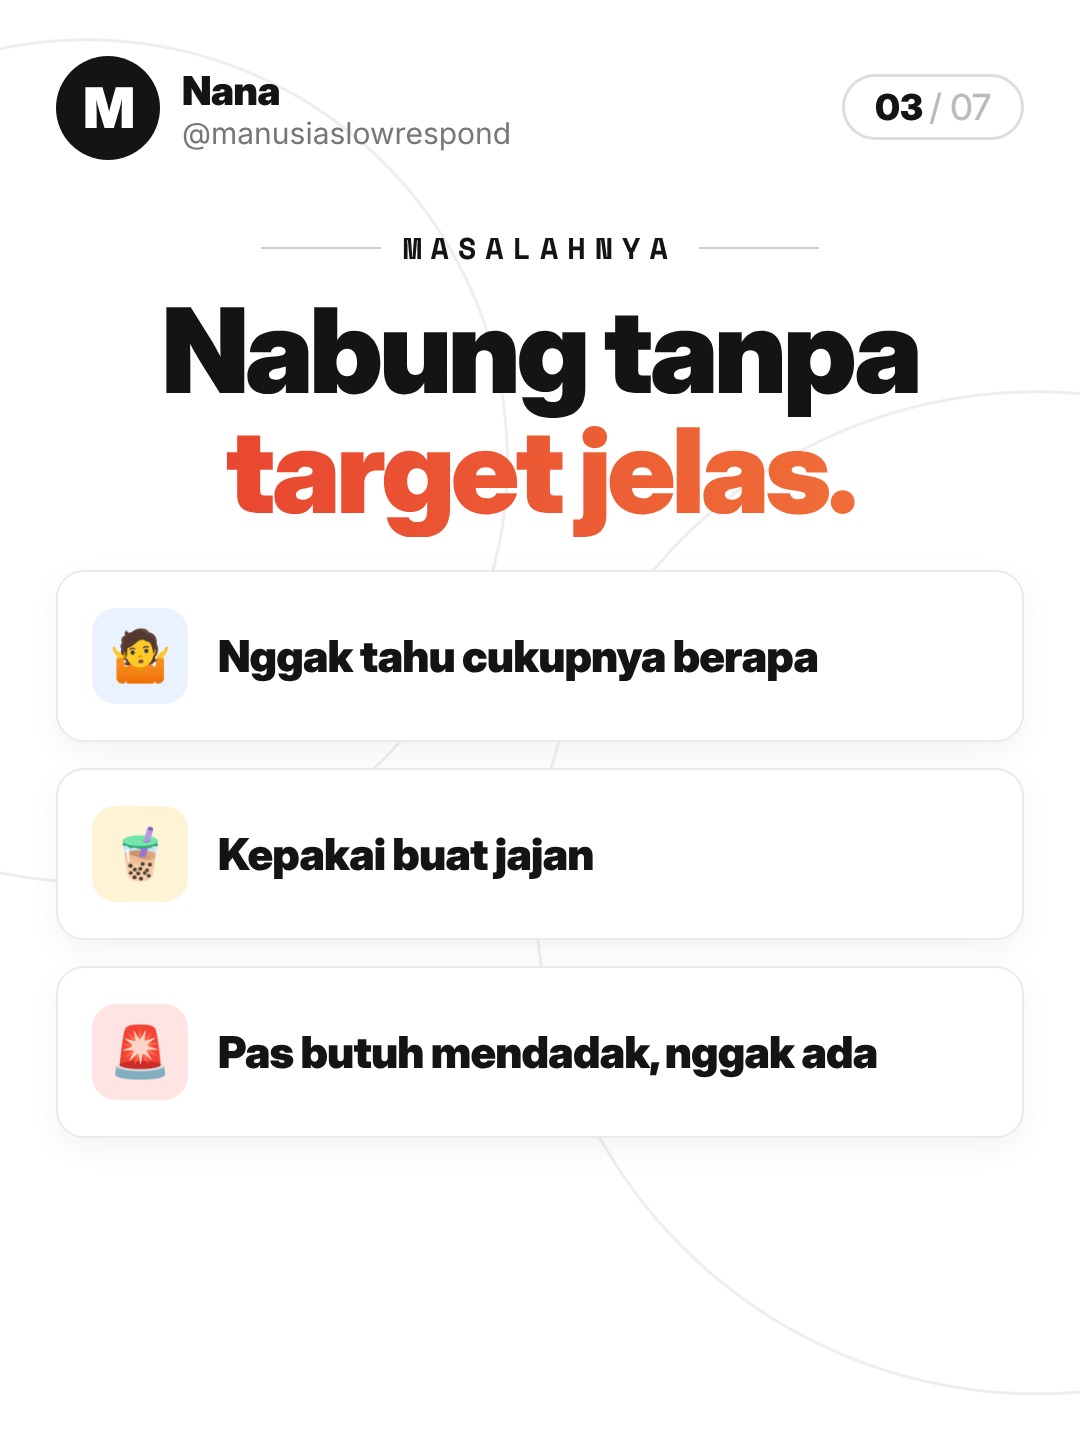 M
Nana
@manusiaslowrespond
03 / 07
MASALAHNYA
Nabung tanpa
target jelas.
Nggak tahu cukupnya berapa
Kepakai buat jajan
Pas butuh mendadak, nggak ada